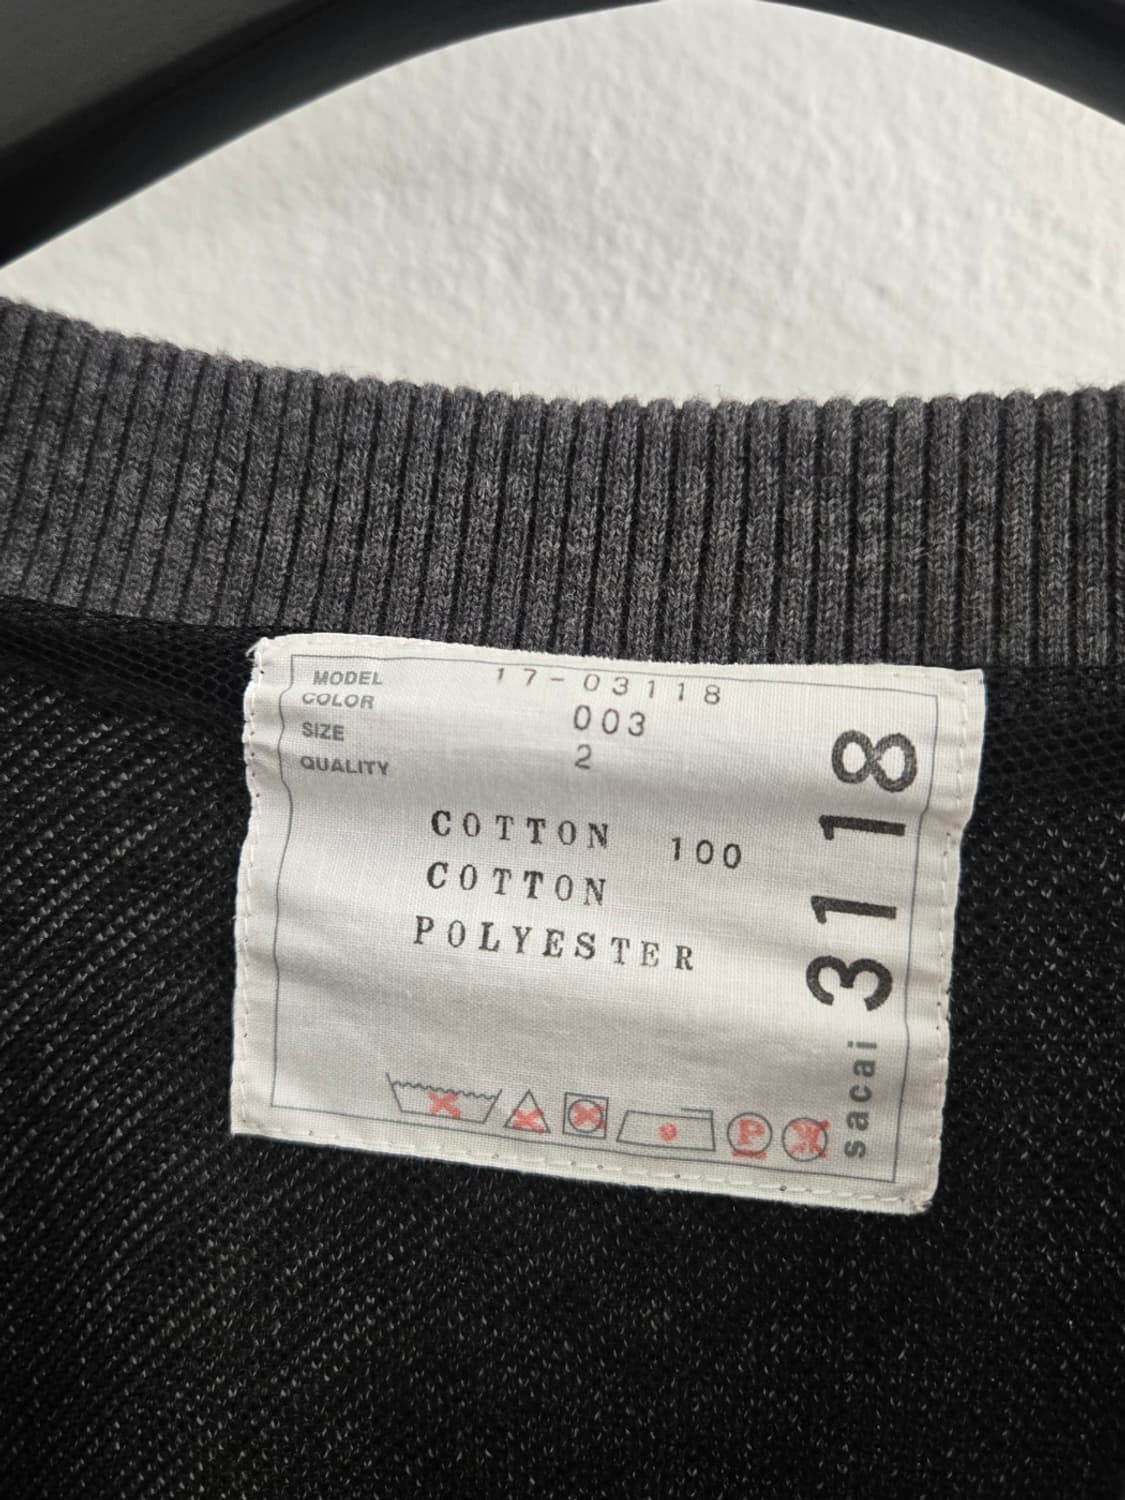 MODEL 17-03118
COLOR 003
SIZE 2
QUALITY
COTTON 100
COTTON
POLYESTER
P
sacai 3118